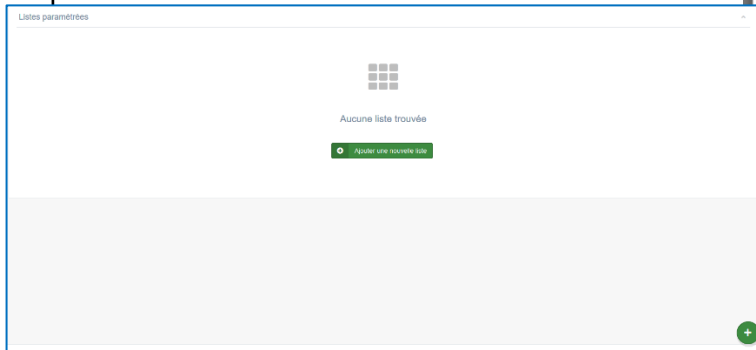 Listes paramétrées
Aucune liste trouvée
Ajouter une nouvelle liste